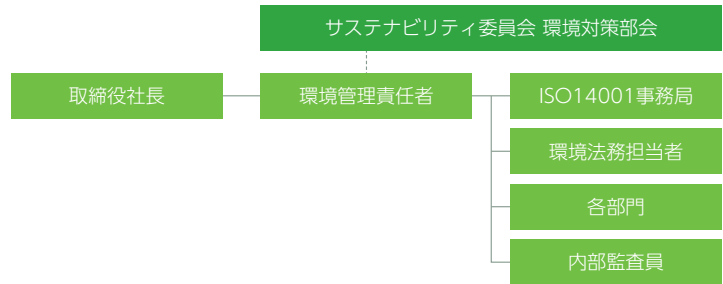 サステナビリティ委員会 環境対策部会
取締役社長
環境管理責任者
ISO14001事務局
環境法務担当者
各部門
内部監査員